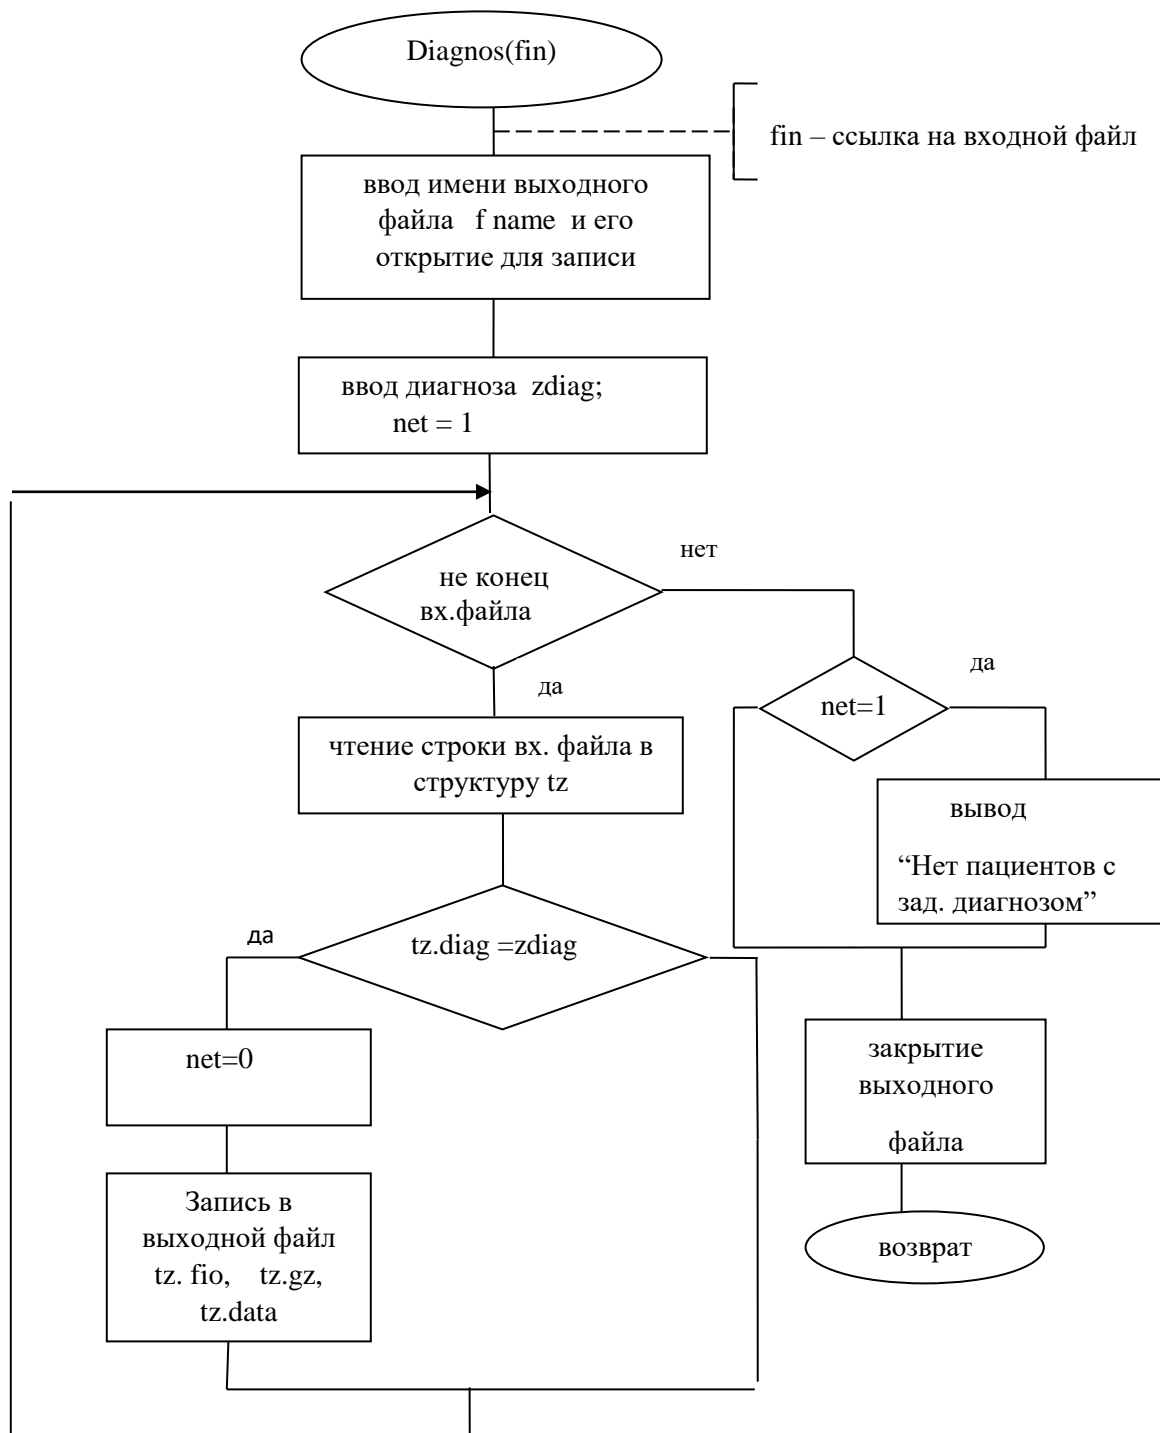 Diagnos(fin)
fin – ссылка на входной файл
ввод имени выходного
файла f name и его
открытие для записи
ввод диагноза zdiag;
net = 1
не конец
вх.файла
нет
да
net=1
да
чтение строки вх. файла в
структуру tz
вывод
“Нет пациентов с
зад. диагнозом”
tz.diag =zdiag
да
net=0
закрытие
выходного
файла
Запись в
выходной файл
tz. fio, tz.gz,
tz.data
возврат